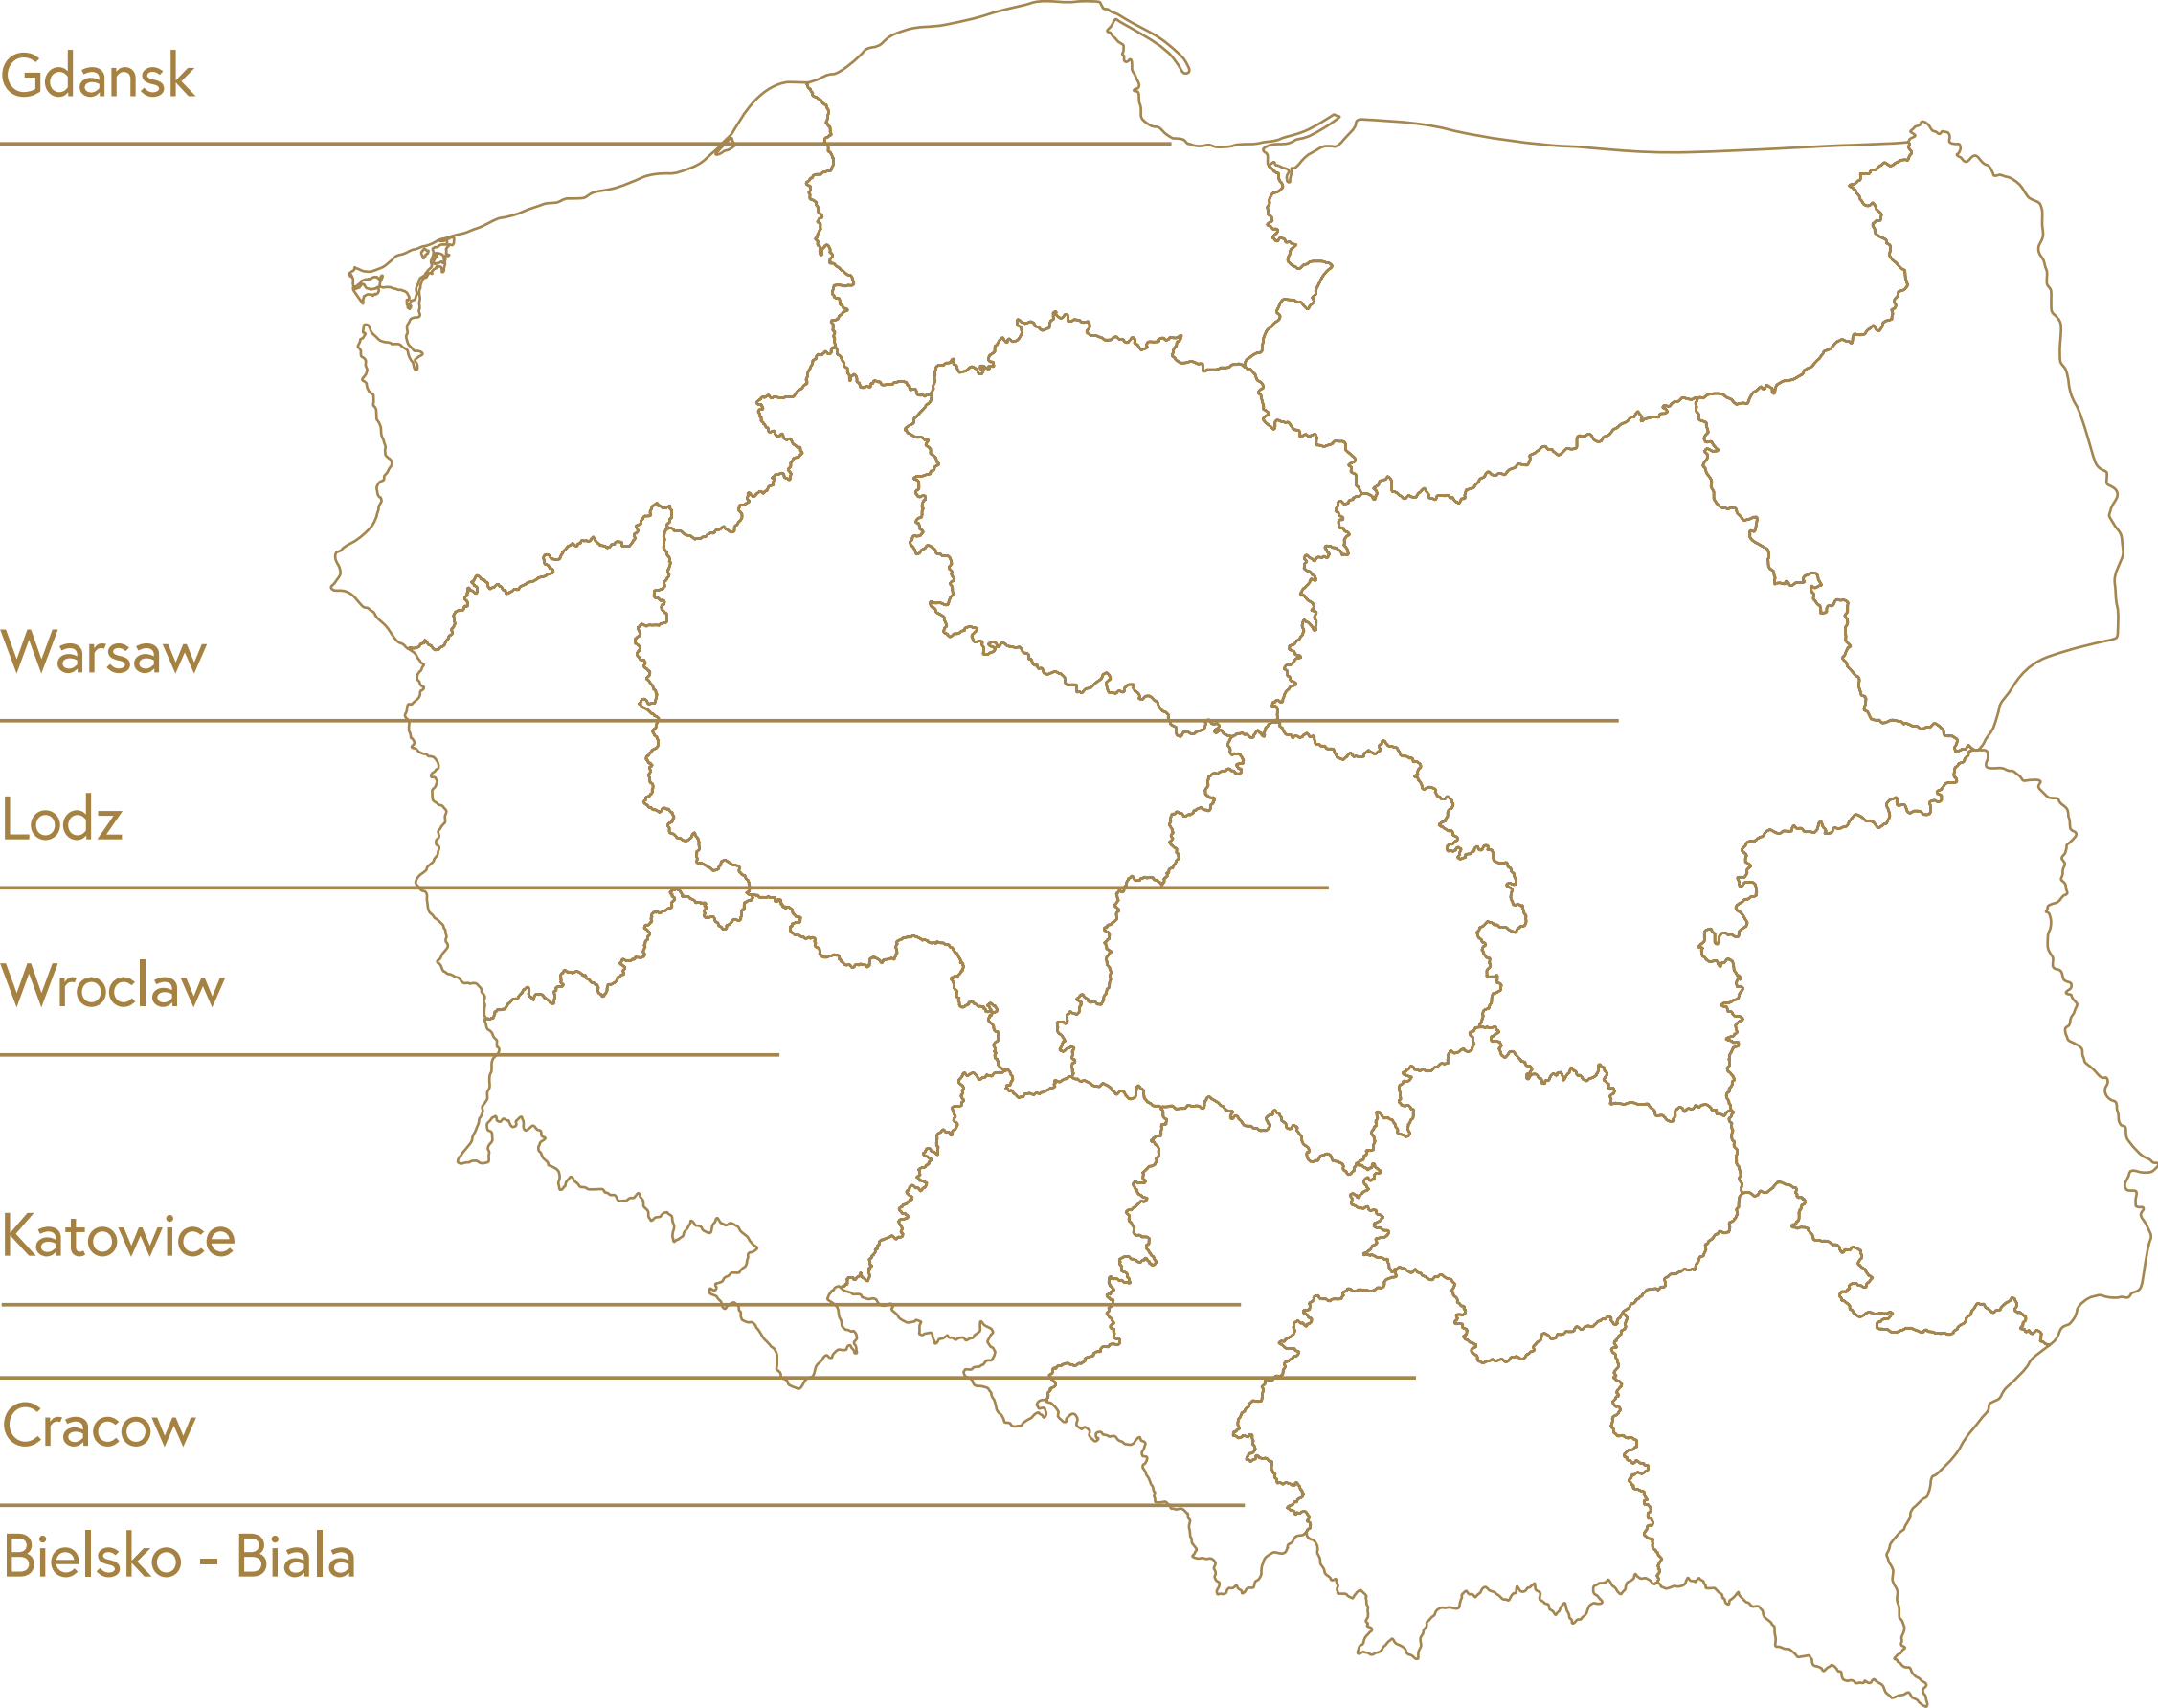 Gdansk
Warsaw
Lodz
Wroclaw
Katowice
Cracow
Bielsko - Biala